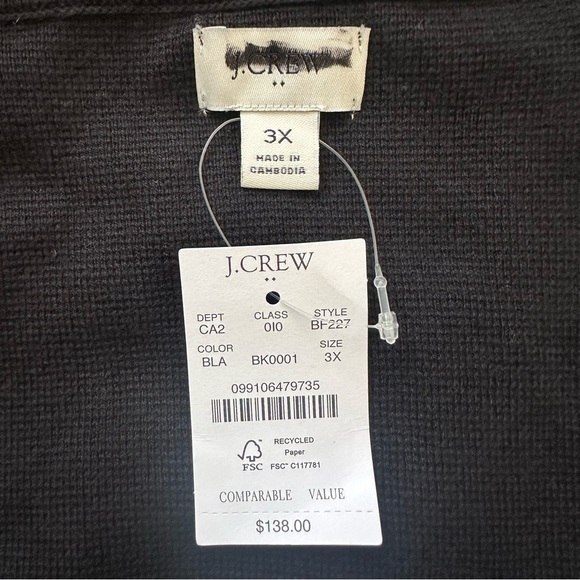 J.CREW
3X
MADE IN
CAMBODIA
J.CREW
DEPT CLASS STYLE
CA2 010 BF227
COLOR SIZE
BLA BK0001 3X
099106479735
RECYCLED
Paper
FSC FSC™ C117781
COMPARABLE VALUE
$138.00